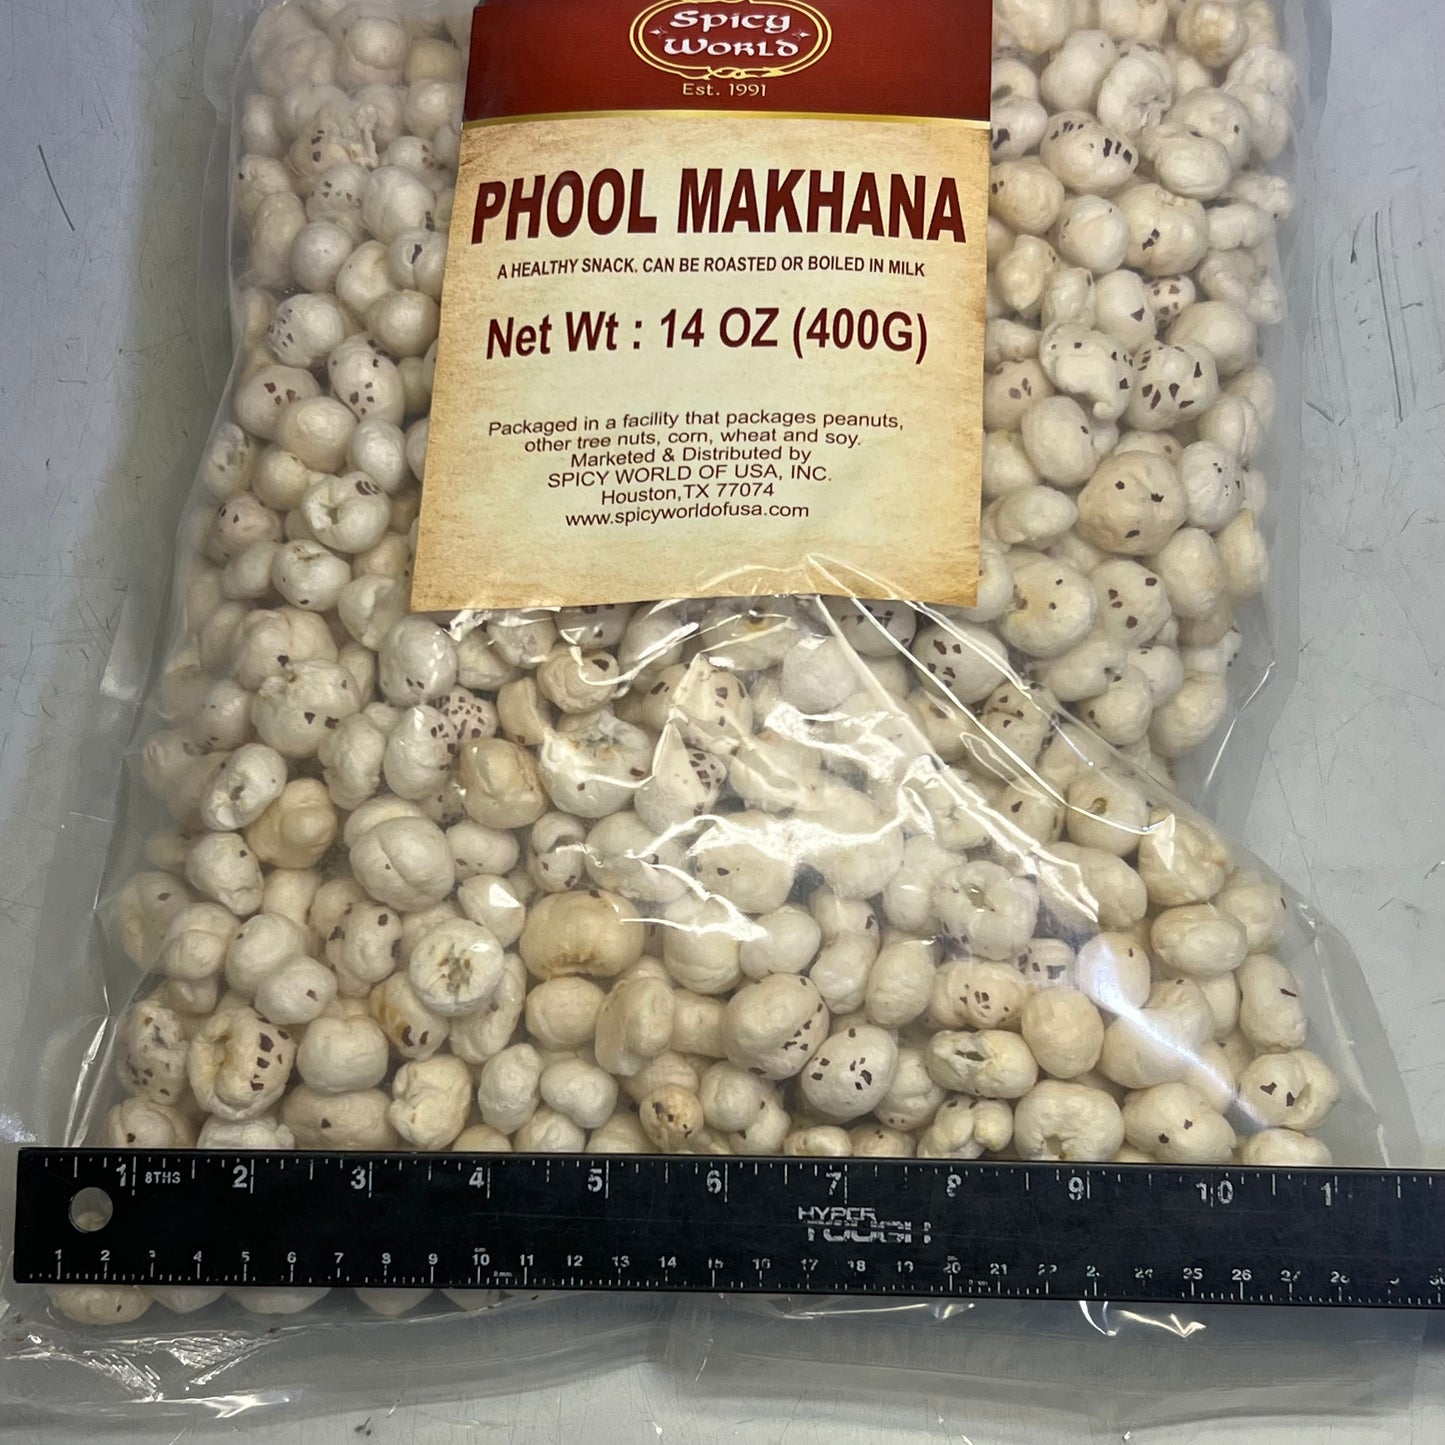 Spicy
World
Est. 1991
PHOOL MAKHANA
A HEALTHY SNACK. CAN BE ROASTED OR BOILED IN MILK
Net Wt : 14 OZ (400G)
Packaged in a facility that packages peanuts,
other tree nuts, corn, wheat and soy.
Marketed & Distributed by
SPICY WORLD OF USA, INC.
Houston,TX 77074
www.spicyworldofusa.com
1 8THS 2 3 4 5 6 7 8 9 10
HYPER
TOUGH
1 2 3 4 5 6 7 8 9 cm 10 11 12 13 14 15 16 17 18 19 20 21 22 24 25 26